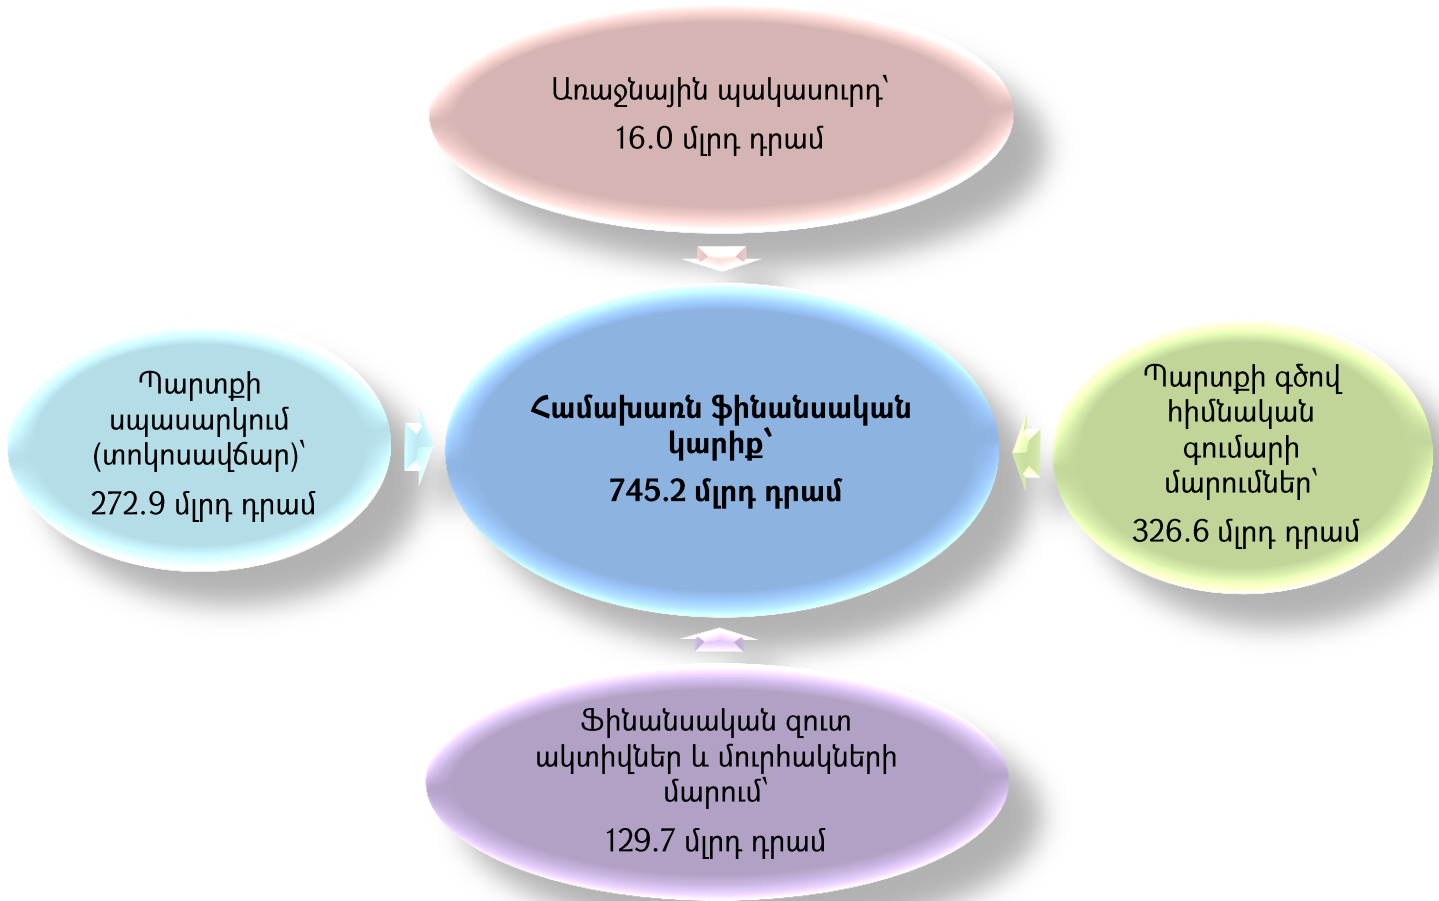 Առաջնային պակասուրդ՝
16.0 մլրդ դրամ
Պարտքի
սպասարկում
(տոկոսավճար)՝
272.9 մլրդ դրամ
Համախառն ֆինանսական
կարիք՝
745.2 մլրդ դրամ
Պարտքի գծով
հիմնական
գումարի
մարումներ՝
326.6 մլրդ դրամ
Ֆինանսական զուտ
ակտիվներ և մուրհակների
մարում՝
129.7 մլրդ դրամ